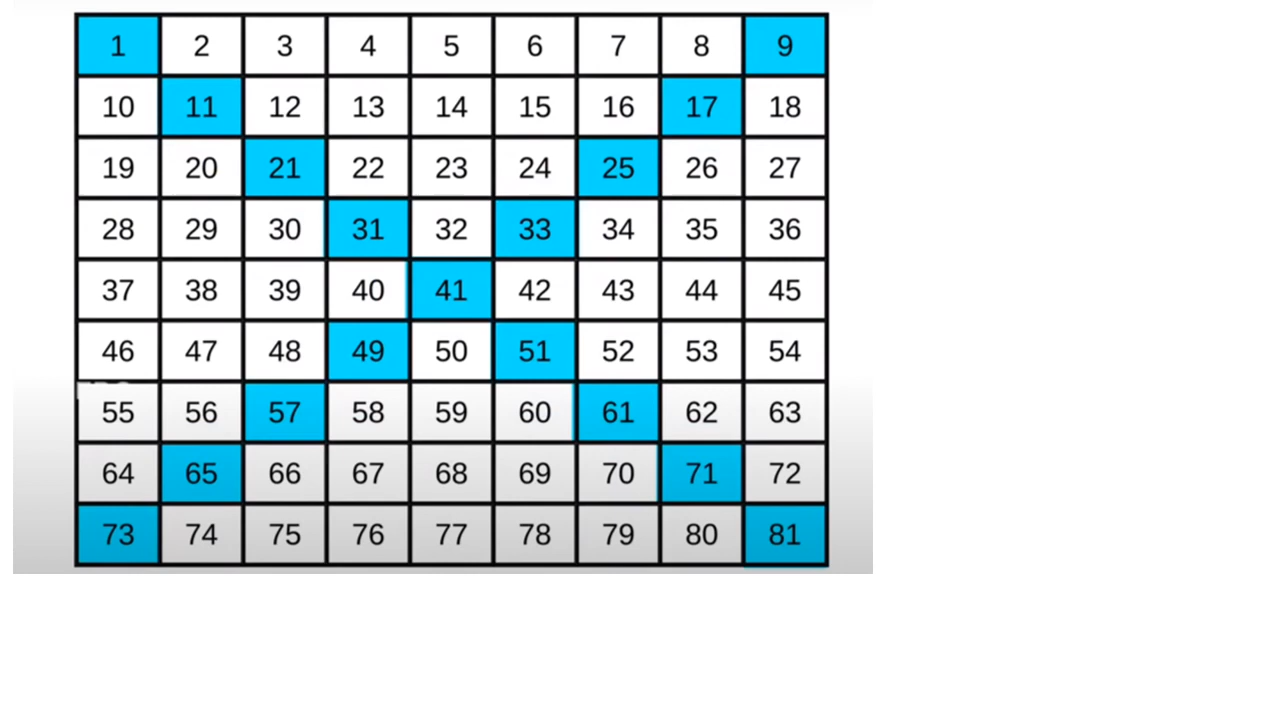 1 2 3 4 5 6 7 8 9
10 11 12 13 14 15 16 17 18
19 20 21 22 23 24 25 26 27
28 29 30 31 32 33 34 35 36
37 38 39 40 41 42 43 44 45
46 47 48 49 50 51 52 53 54
55 56 57 58 59 60 61 62 63
64 65 66 67 68 69 70 71 72
73 74 75 76 77 78 79 80 81